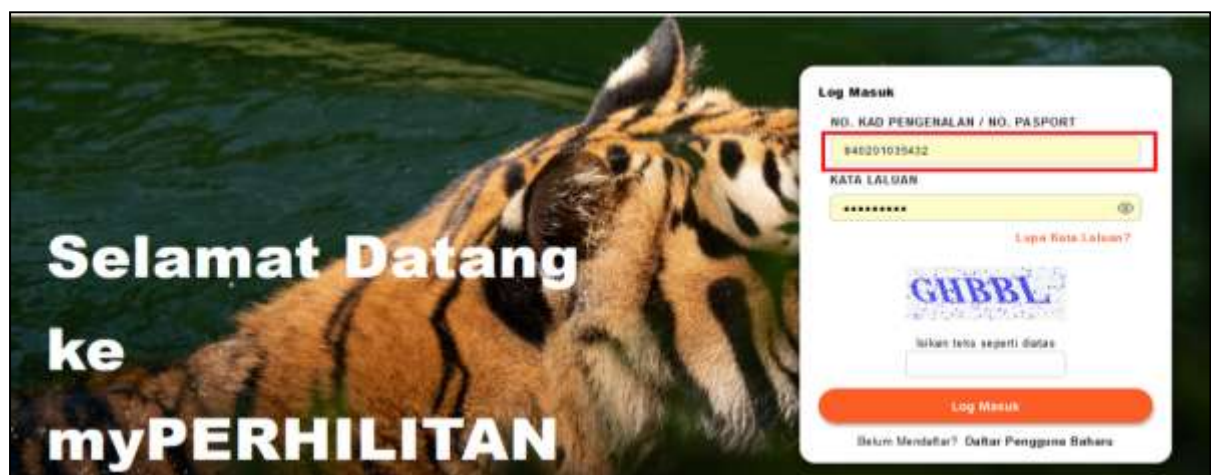 Selamat Datang
ke
myPERHILITAN
Log Masuk
NO. KAD PENGENALAN / NO. PASPORT
840201035432
KATA LALUAN
•••••••••
Lupa Kata Laluan?
GHBBL
Isikan teks seperti diatas
Log Masuk
Belum Mendaftar? Daftar Pengguna Baharu